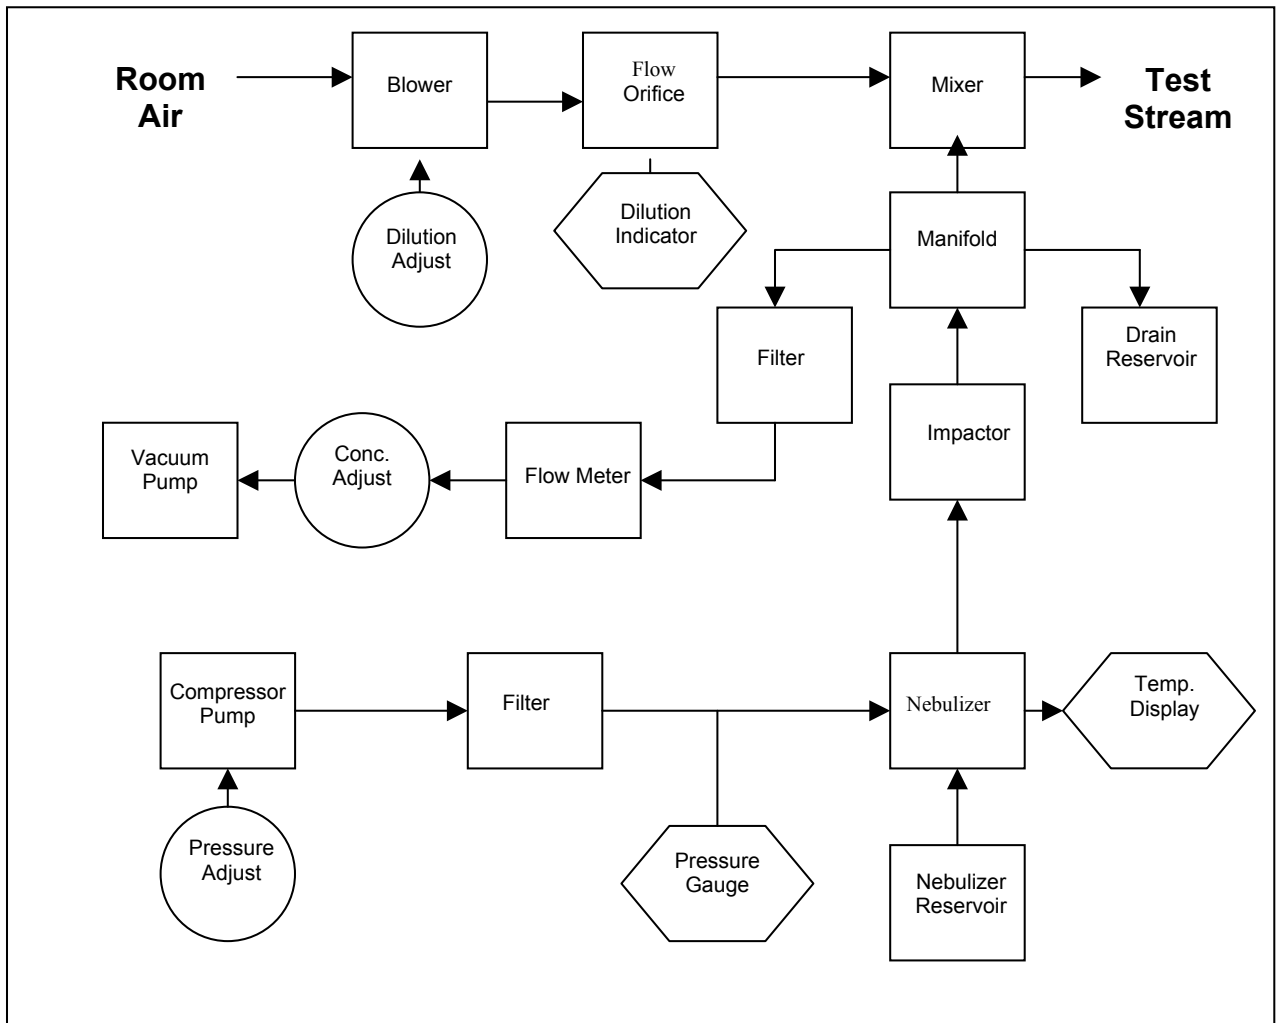 Room
Air
Blower
Flow
Orifice
Mixer
Test
Stream
Dilution
Adjust
Dilution
Indicator
Manifold
Filter
Drain
Reservoir
Vacuum
Pump
Conc.
Adjust
Flow Meter
Impactor
Compressor
Pump
Filter
Nebulizer
Temp.
Display
Pressure
Adjust
Pressure
Gauge
Nebulizer
Reservoir